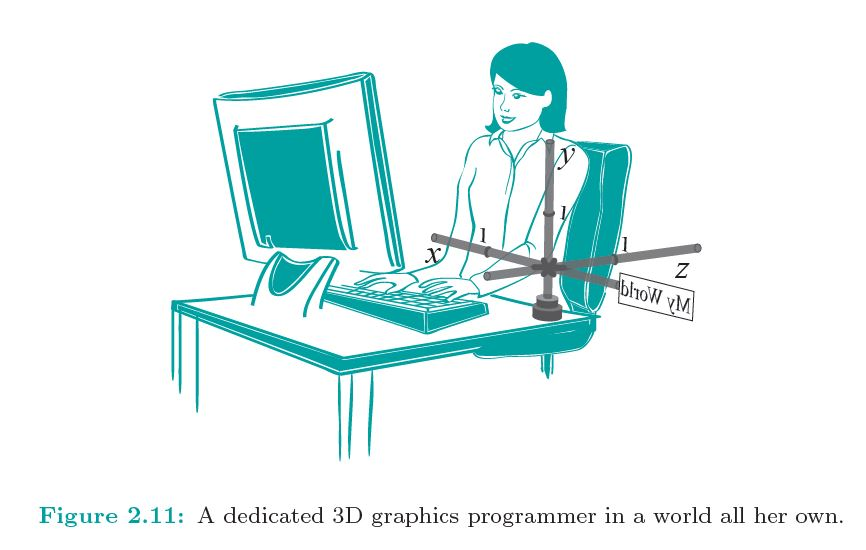 y
1
1
1
x
z
My World
Figure 2.11: A dedicated 3D graphics programmer in a world all her own.